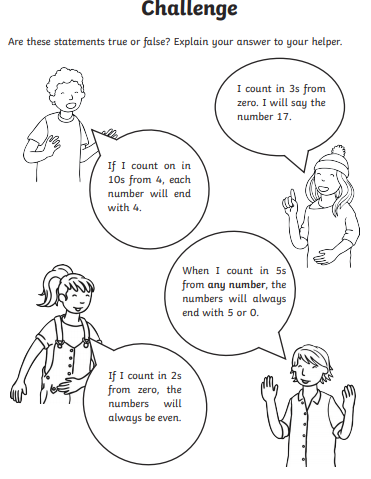 Challenge
Are these statements true or false? Explain your answer to your helper.
I count in 3s from
zero. I will say the
number 17.
If I count on in
10s from 4, each
number will end
with 4.
When I count in 5s
from any number, the
numbers will always
end with 5 or 0.
If I count in 2s
from zero, the
numbers will
always be even.